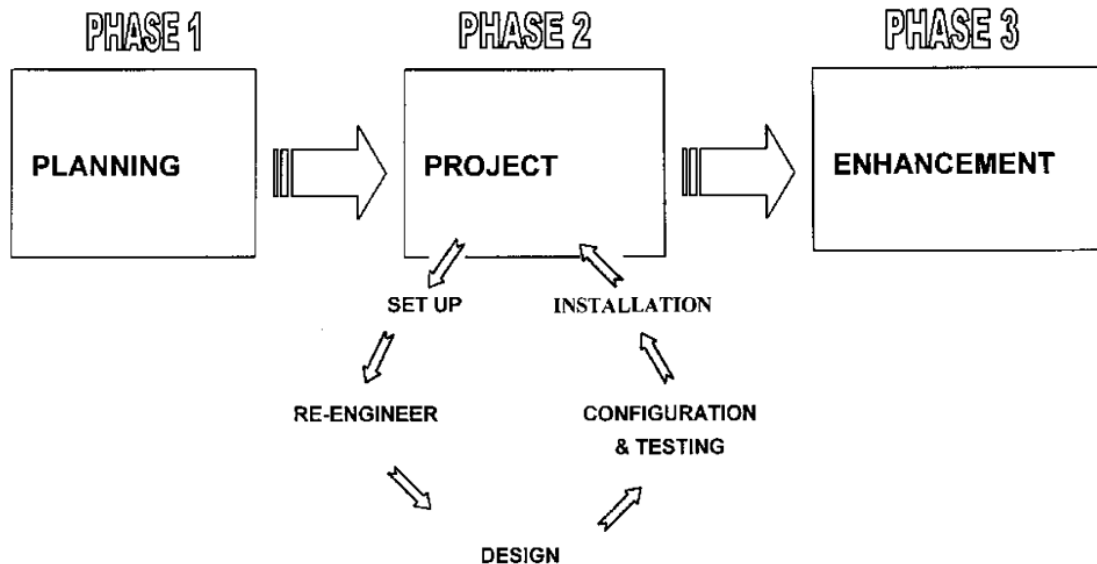 PHASE 1
PHASE 2
PHASE 3
PLANNING
PROJECT
ENHANCEMENT
SET UP
INSTALLATION
RE-ENGINEER
CONFIGURATION
& TESTING
DESIGN